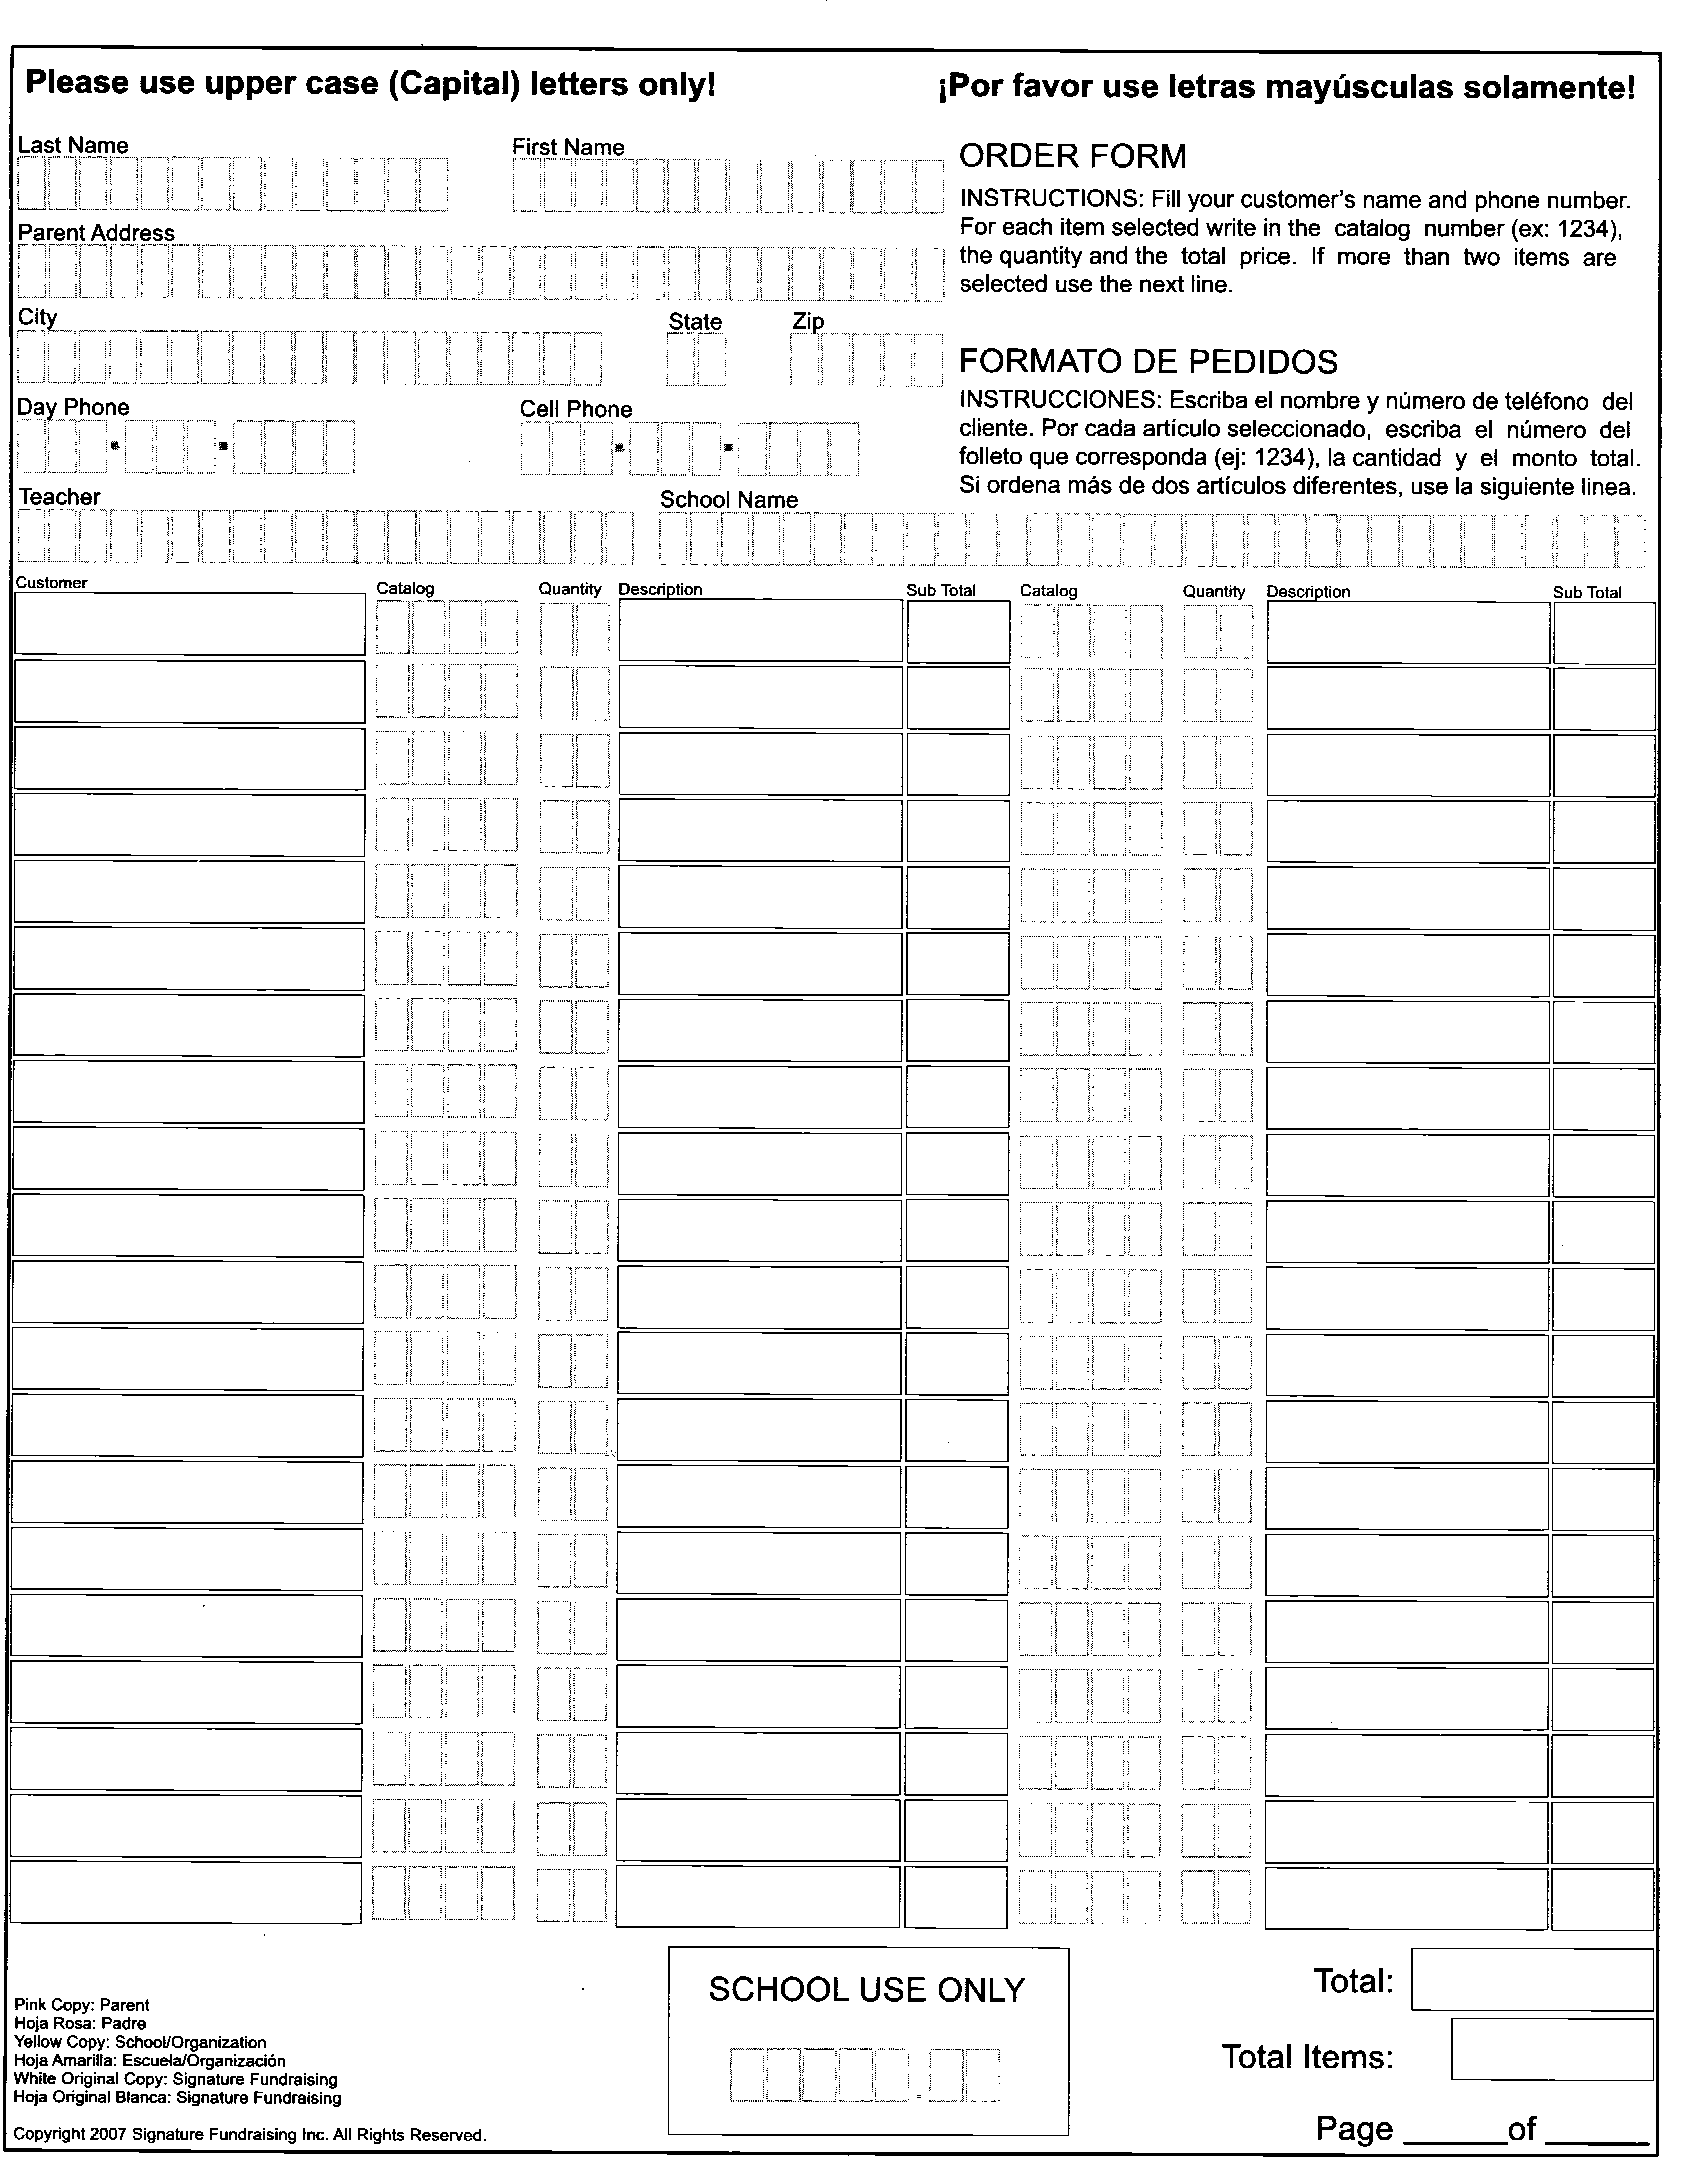 Please use upper case (Capital) letters only!
¡Por favor use letras mayúsculas solamente!
Last Name
First Name
Parent Address
City
State
Zip
Day Phone
Cell Phone
Teacher
School Name
ORDER FORM
INSTRUCTIONS: Fill your customer's name and phone number.
For each item selected write in the catalog number (ex: 1234),
the quantity and the total price. If more than two items are
selected use the next line.
FORMATO DE PEDIDOS
INSTRUCCIONES: Escriba el nombre y número de teléfono del
cliente. Por cada artículo seleccionado, escriba el número del
folleto que corresponda (ej: 1234), la cantidad y el monto total.
Si ordena más de dos artículos diferentes, use la siguiente linea.
Customer Catalog Quantity Description Sub Total Catalog Quantity Description Sub Total
Pink Copy: Parent
Hoja Rosa: Padre
Yellow Copy: School/Organization
Hoja Amarilla: Escuela/Organización
White Original Copy: Signature Fundraising
Hoja Original Blanca: Signature Fundraising
Copyright 2007 Signature Fundraising Inc. All Rights Reserved.
SCHOOL USE ONLY
Total:
Total Items:
Page ______of ______